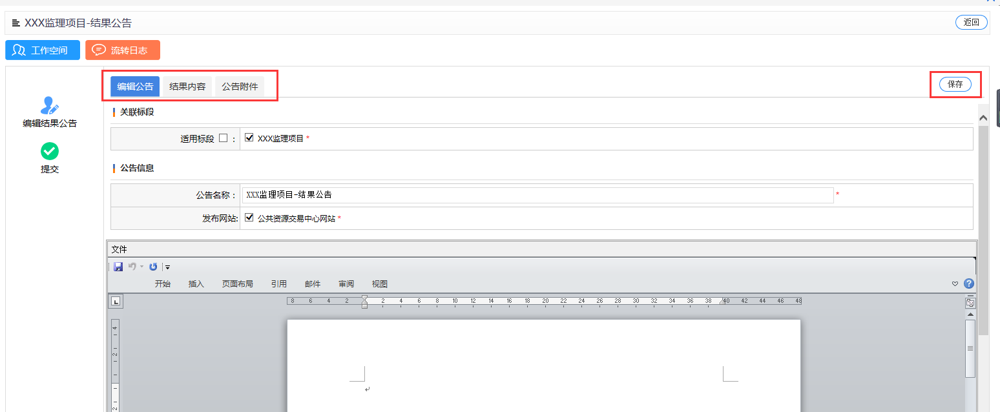 XXX监理项目-结果公告
返回
工作空间 流转日志
编辑公告 结果内容 公告附件
保存
编辑结果公告
提交
关联标段
适用标段 : XXX监理项目 *
公告信息
公告名称: XXX监理项目-结果公告 *
发布网站: 公共资源交易中心网站 *
文件
开始 插入 页面布局 引用 邮件 审阅 视图
?
L
8 6 4 2 2 4 6 8 10 12 14 16 18 20 22 24 26 28 30 32 34 36 38 40 42 44 46 48
4
2
2